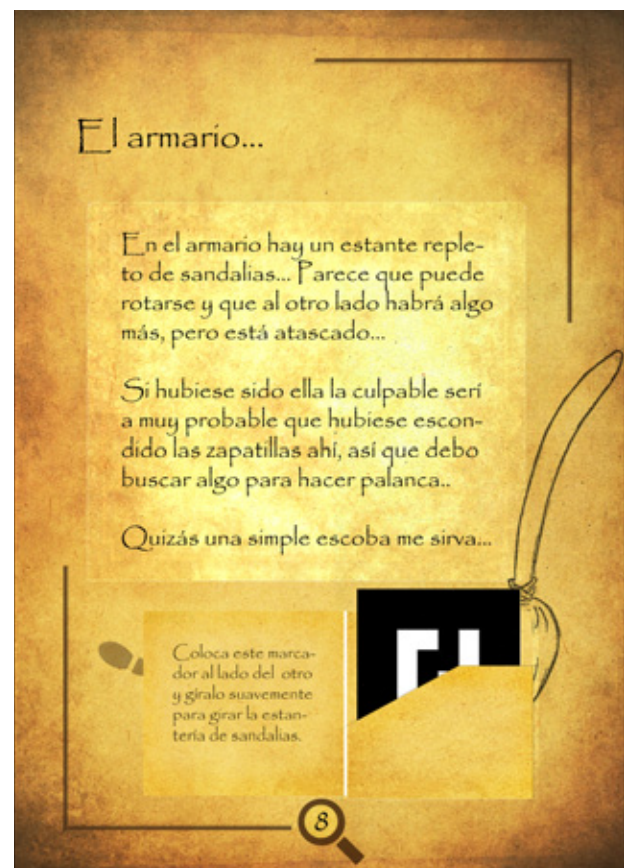 El armario...
En el armario hay un estante reple-
to de sandalias... Parece que puede
rotarse y que al otro lado habrá algo
más, pero está atascado...
Si hubiese sido ella la culpable serí
a muy probable que hubiese escon-
dido las zapatillas ahí, así que debo
buscar algo para hacer palanca..
Quizás una simple escoba me sirva...
Coloca este marca-
dor al lado del otro
y gíralo suavemente
para girar la estan-
tería de sandalias.
8